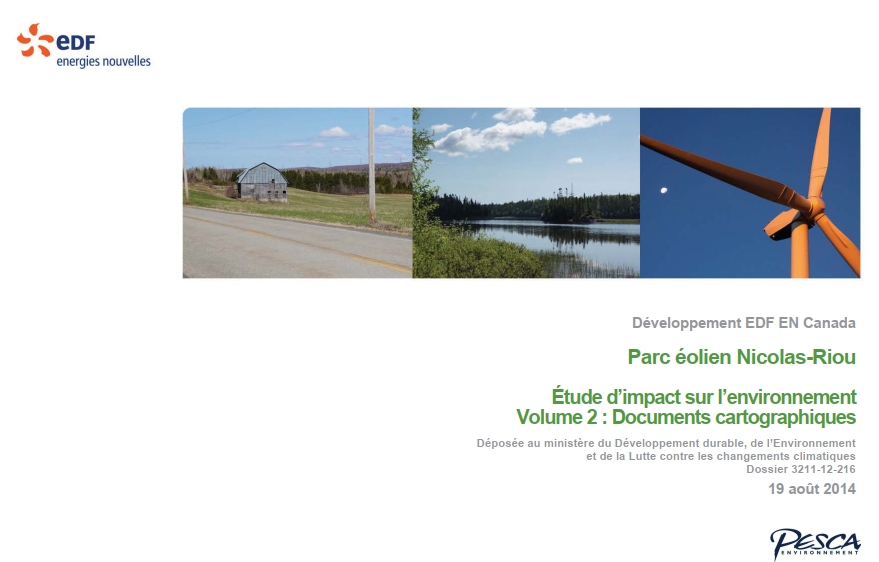 eDF
energies nouvelles
Développement EDF EN Canada
Parc éolien Nicolas-Riou
Étude d'impact sur l'environnement
Volume 2 : Documents cartographiques
Déposée au ministère du Développement durable, de l'Environnement
et de la Lutte contre les changements climatiques
Dossier 3211-12-216
19 août 2014
PESCA
ENVIRONNEMENT